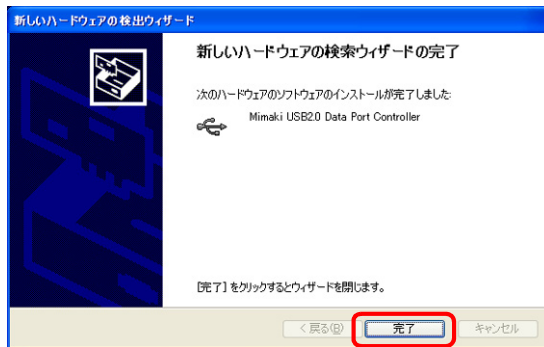 新しいハードウェアの検出ウィザード
新しいハードウェアの検索ウィザードの完了
次のハードウェアのソフトウェアのインストールが完了しました:
Mimaki USB2.0 Data Port Controller
[完了] をクリックするとウィザードを閉じます。
< 戻る(B) 完了 キャンセル